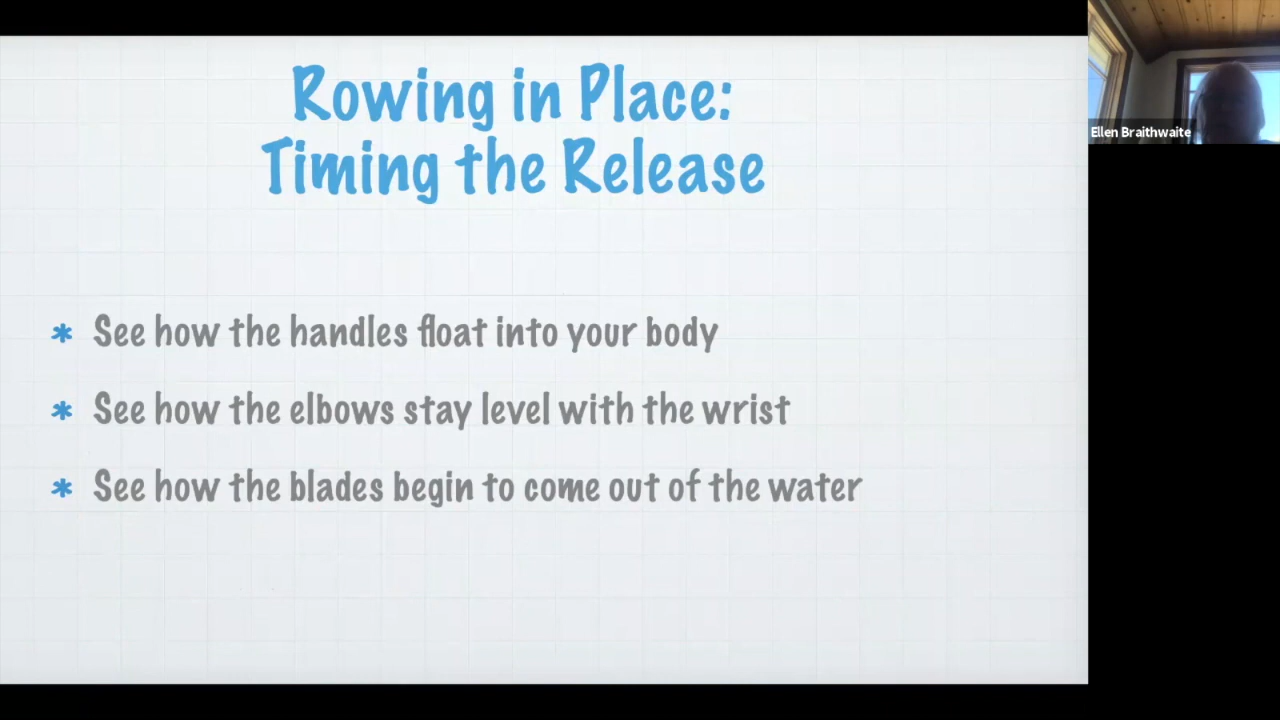 Rowing in Place:
Timing the Release
* See how the handles float into your body
* See how the elbows stay level with the wrist
* See how the blades begin to come out of the water
Ellen Braithwaite